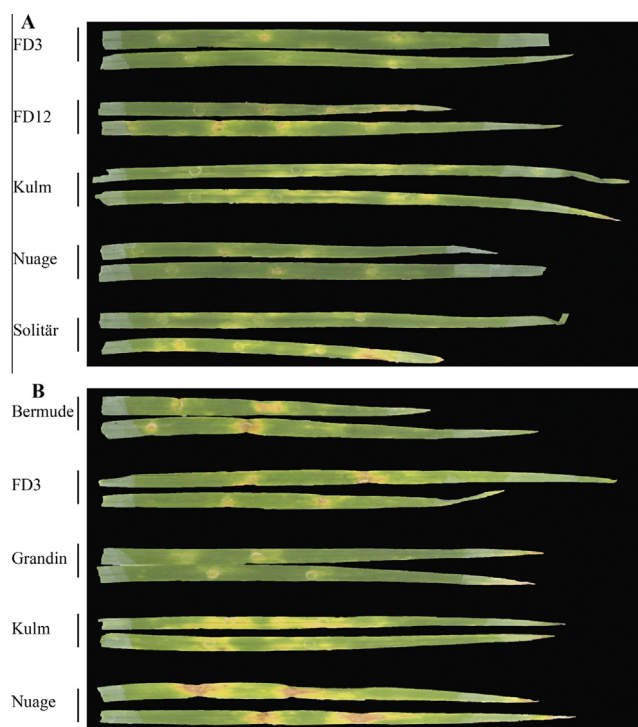 A
FD3
FD12
Kulm
Nuage
Solitär
B
Bermude
FD3
Grandin
Kulm
Nuage